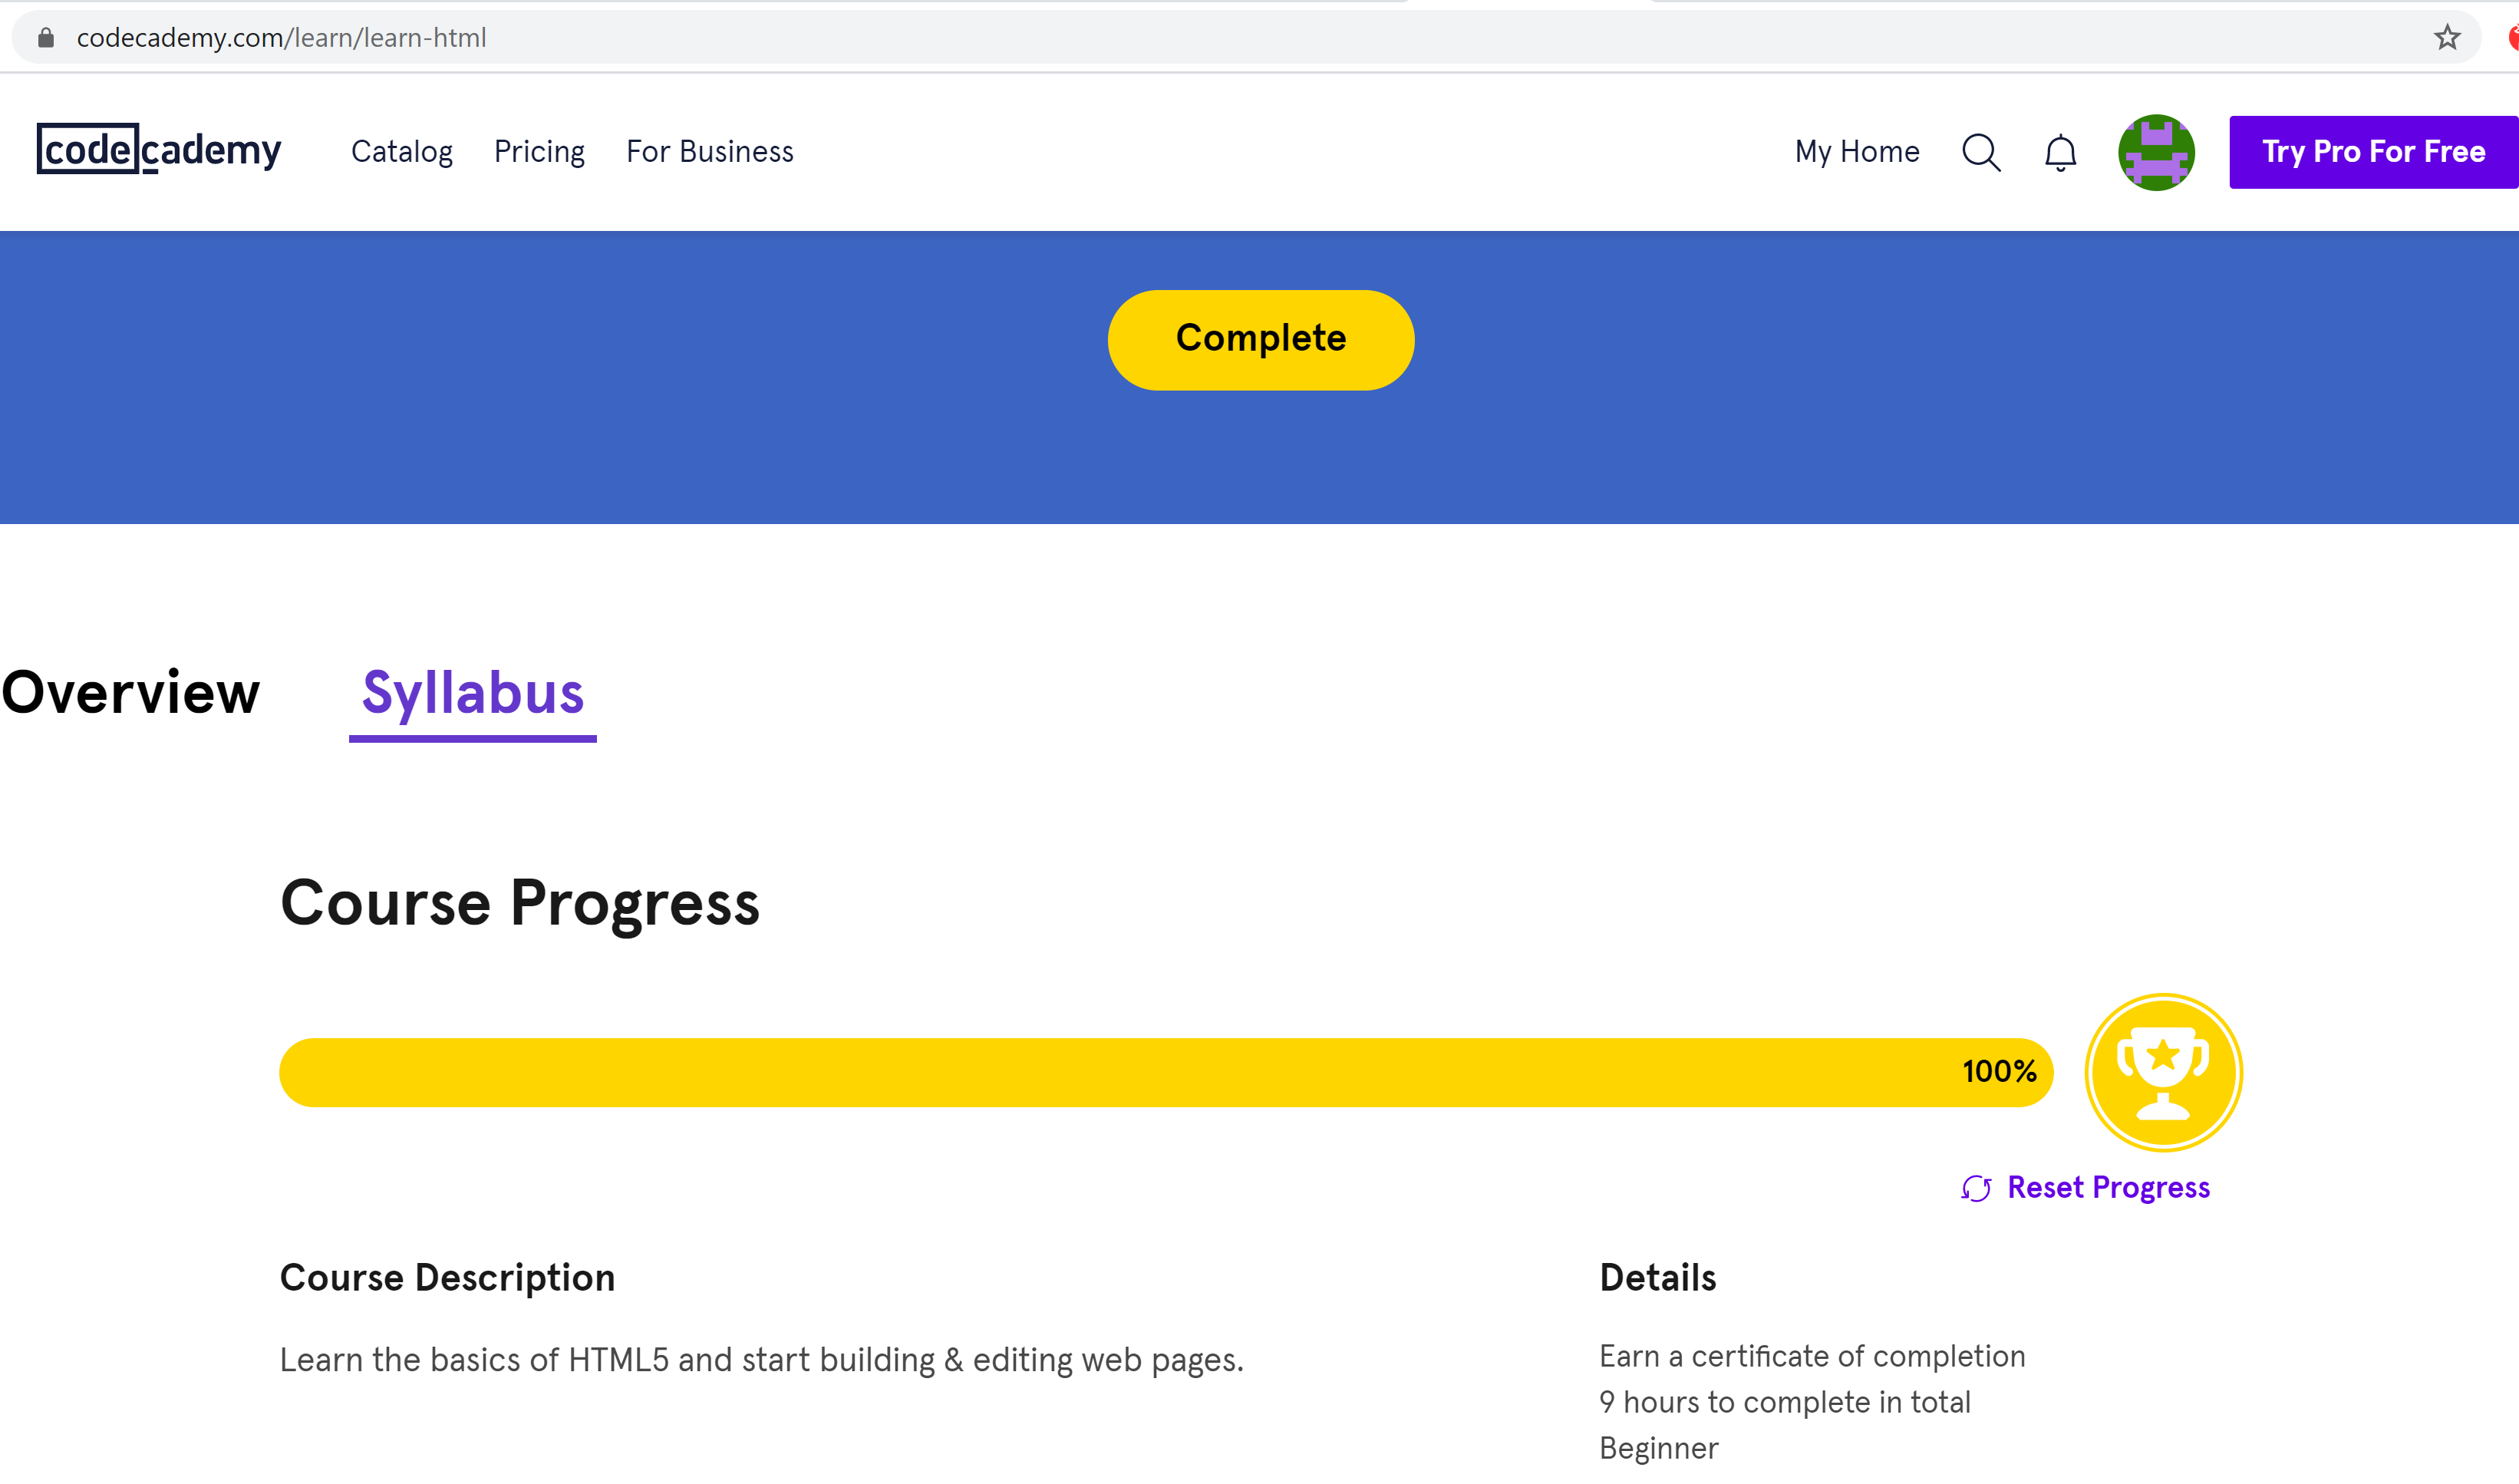 codecademy.com/learn/learn-html
codecademy Catalog Pricing For Business My Home Try Pro For Free
Complete
Overview Syllabus
Course Progress
100%
Reset Progress
Course Description
Learn the basics of HTML5 and start building & editing web pages.
Details
Earn a certificate of completion
9 hours to complete in total
Beginner